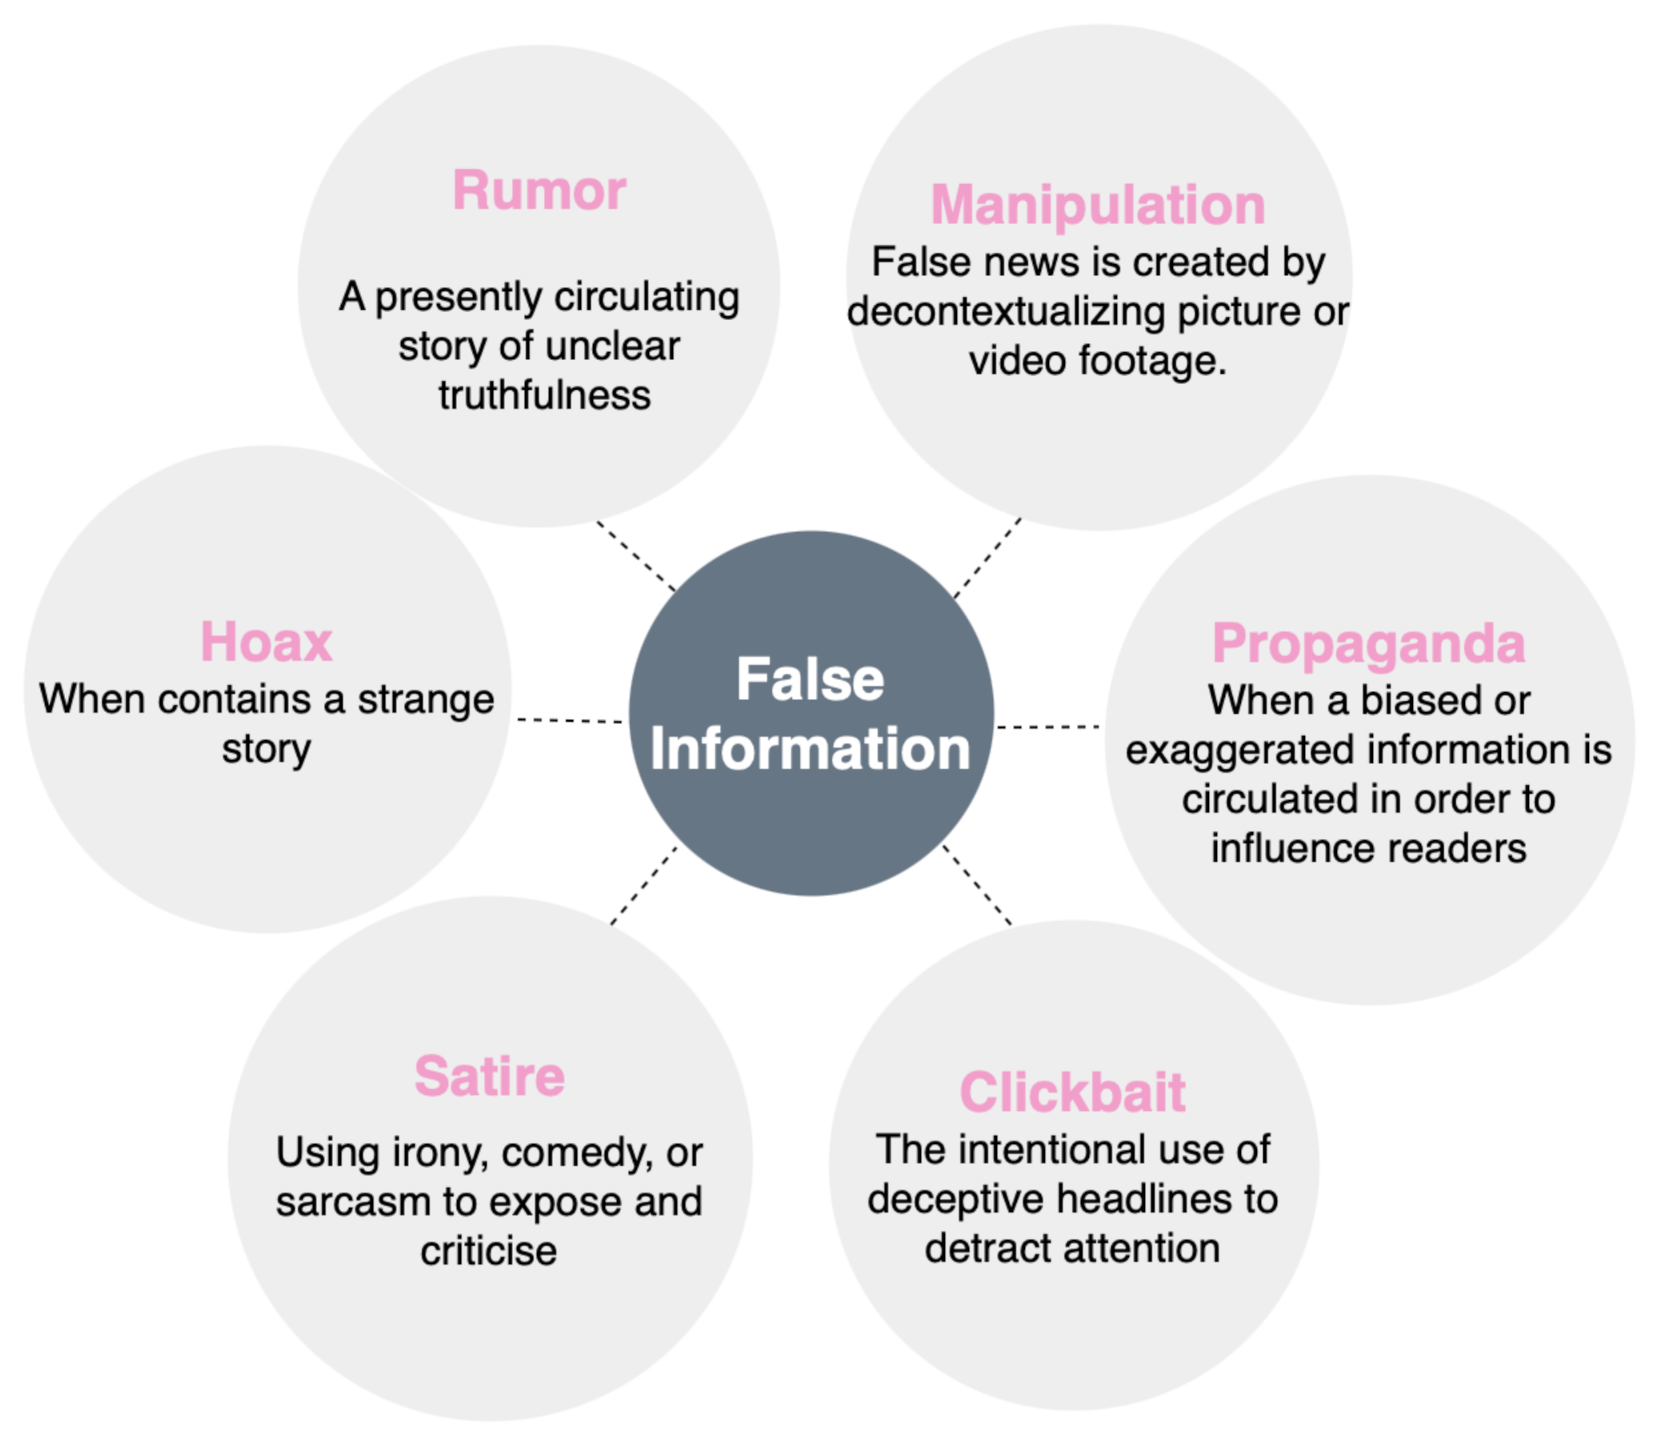 Rumor
A presently circulating
story of unclear
truthfulness
Manipulation
False news is created by
decontextualizing picture or
video footage.
Hoax
When contains a strange
story
False
Information
Propaganda
When a biased or
exaggerated information is
circulated in order to
influence readers
Satire
Using irony, comedy, or
sarcasm to expose and
criticise
Clickbait
The intentional use of
deceptive headlines to
detract attention